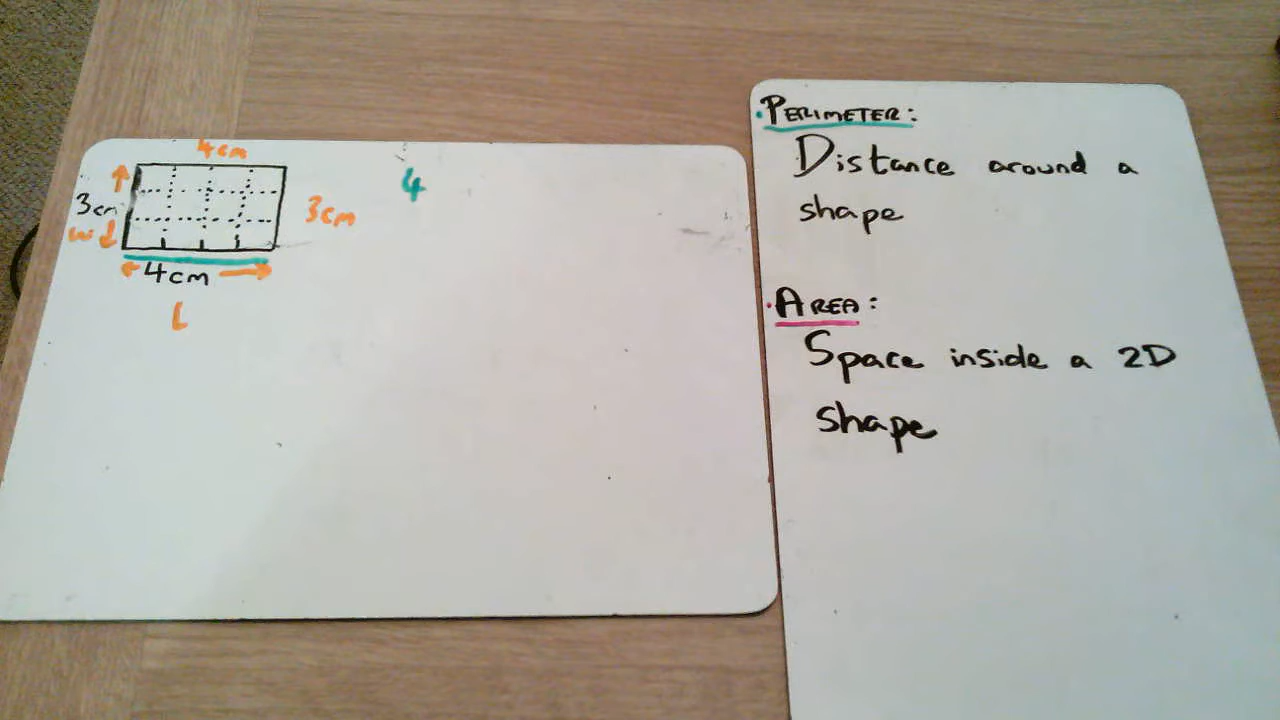 4cm
3cm
w
3cm
4cm
L
4
• PERIMETER:
Distance around a
shape
• AREA:
Space inside a 2D
shape